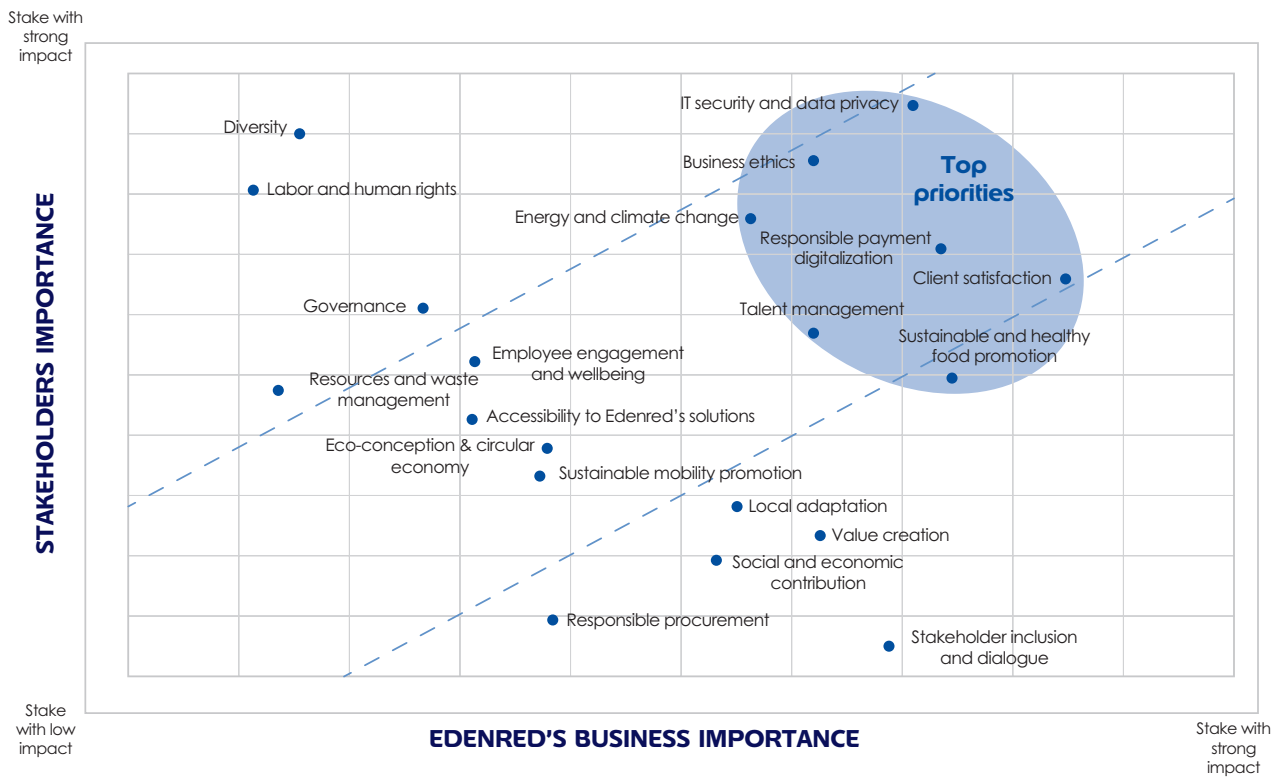 Stake with
strong
impact
IT security and data privacy
Diversity
Business ethics
Top
priorities
Labor and human rights
Energy and climate change
Responsible payment
digitalization
Client satisfaction
Governance
Talent management
Sustainable and healthy
food promotion
Employee engagement
and wellbeing
Resources and waste
management
Accessibility to Edenred’s solutions
Eco-conception & circular
economy
Sustainable mobility promotion
Local adaptation
Value creation
Social and economic
contribution
Responsible procurement
Stakeholder inclusion
and dialogue
STAKEHOLDERS IMPORTANCE
Stake
with low
impact
EDENRED’S BUSINESS IMPORTANCE
Stake with
strong
impact